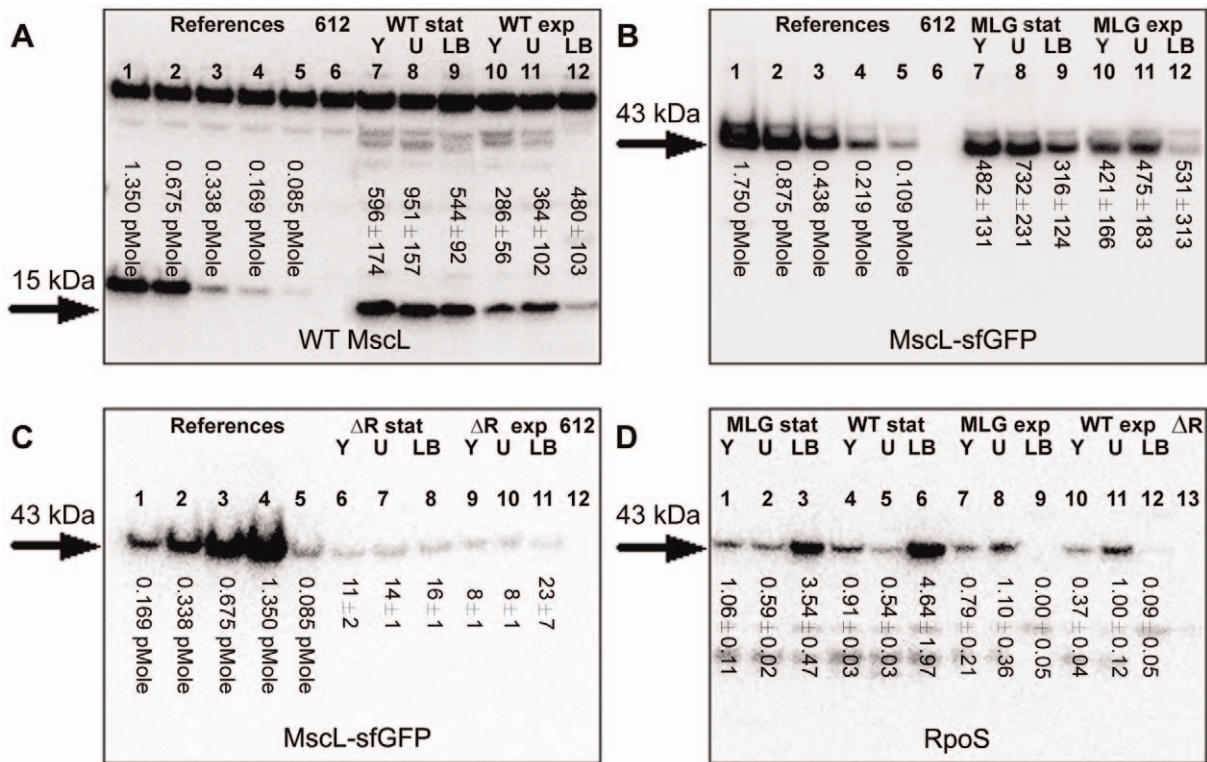 A
References 612 WT stat WT exp
Y U LB Y U LB
1 2 3 4 5 6 7 8 9 10 11 12
1.350 pMole
0.675 pMole
0.338 pMole
0.169 pMole
0.085 pMole
596±174
951±157
544±92
286±56
364±102
480±103
15 kDa
WT MscL
B
References 612 MLG stat MLG exp
Y U LB Y U LB
1 2 3 4 5 6 7 8 9 10 11 12
43 kDa
1.750 pMole
0.875 pMole
0.438 pMole
0.219 pMole
0.109 pMole
482±131
732±231
316±124
421±166
475±183
531±313
MscL-sfGFP
C
References ΔR stat ΔR exp 612
Y U LB Y U LB
1 2 3 4 5 6 7 8 9 10 11 12
43 kDa
0.169 pMole
0.338 pMole
0.675 pMole
1.350 pMole
0.085 pMole
11±2
14±1
16±1
8±1
8±1
23±7
MscL-sfGFP
D
MLG stat WT stat MLG exp WT exp ΔR
Y U LB Y U LB Y U LB Y U LB
1 2 3 4 5 6 7 8 9 10 11 12 13
43 kDa
1.06±0.11
0.59±0.02
3.54±0.47
0.91±0.03
0.54±0.03
4.64±1.97
0.79±0.21
1.10±0.36
0.00±0.05
0.37±0.04
1.00±0.12
0.09±0.05
RpoS